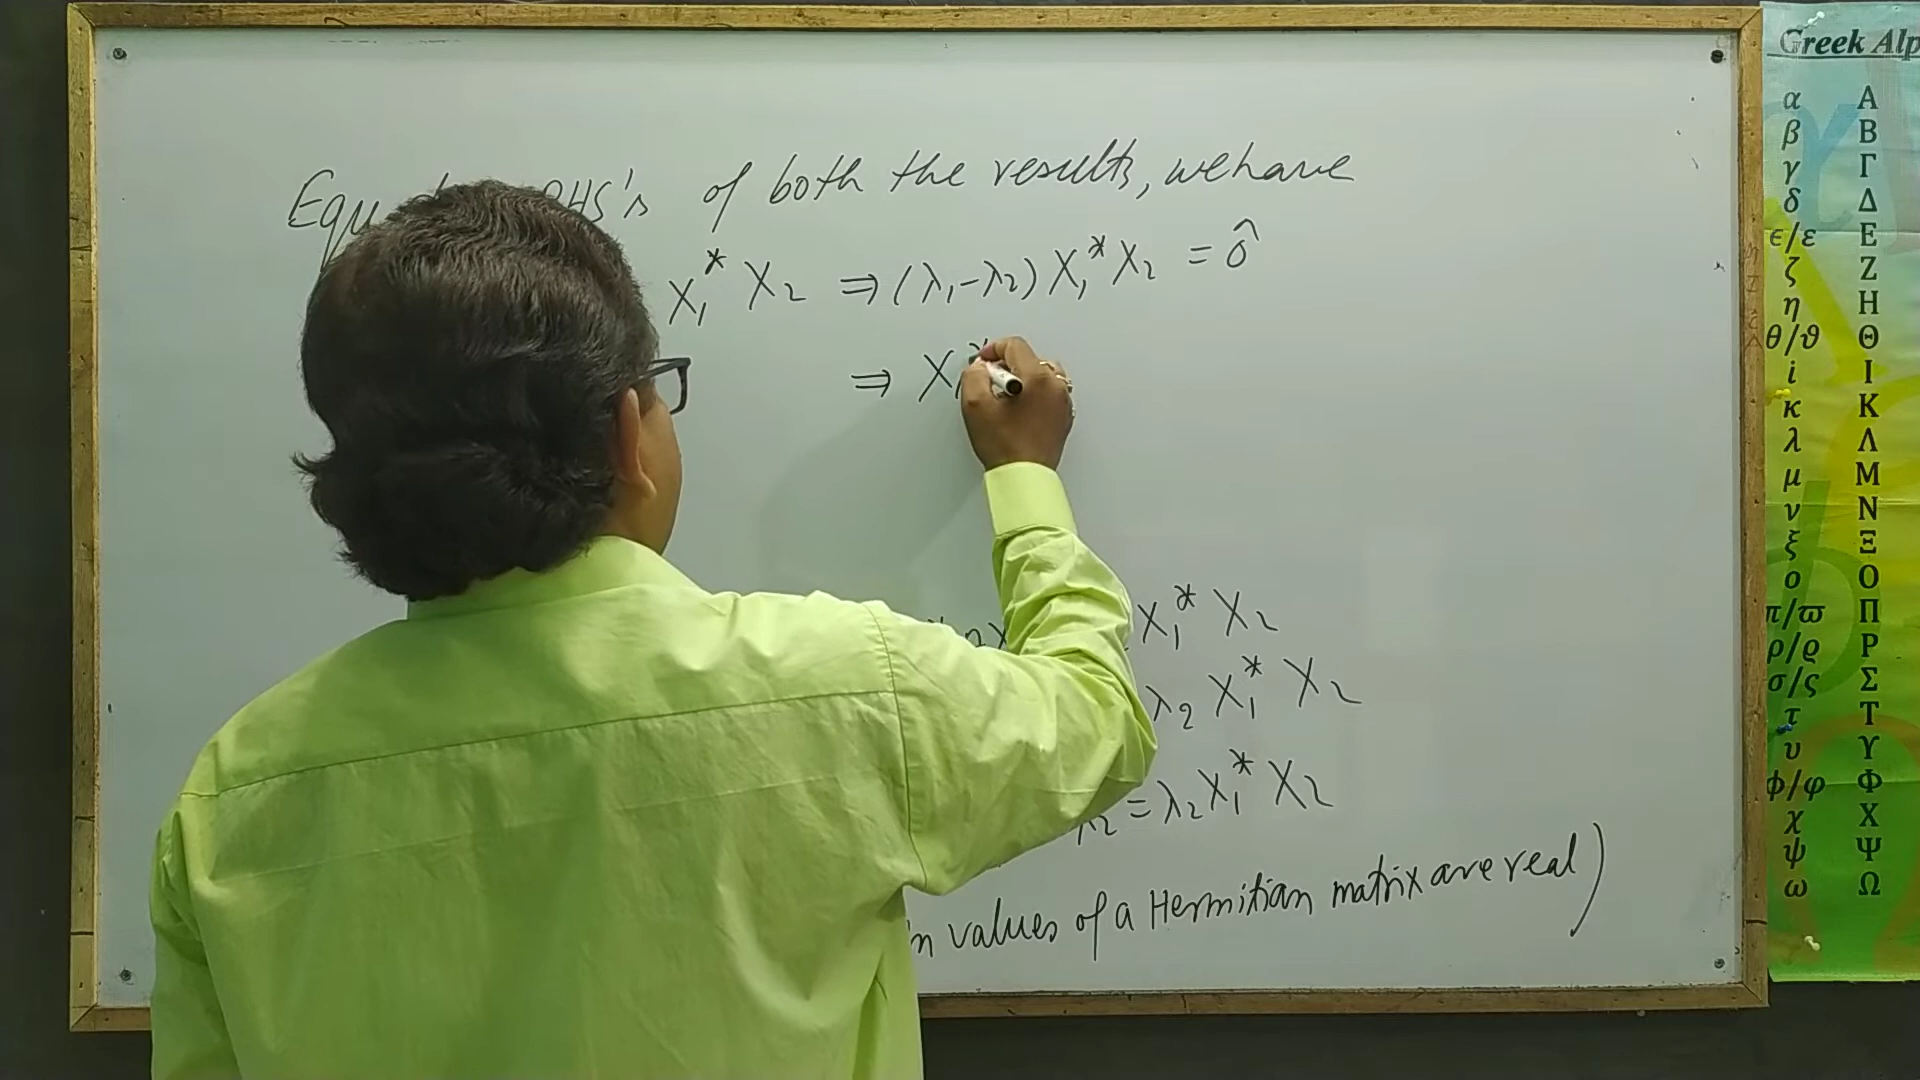 of both the results, we have
X₁* X₂ ⇒ (λ₁-λ₂) X₁* X₂ = ô
⇒ X₁*
X₁* X₂
λ₂ X₁* X₂
λ₂ = λ₂ X₁* X₂
values of a Hermitian matrix are real)
Greek Alp
α Α
β Β
γ Γ
δ Δ
ϵ/ε Ε
ζ Ζ
η Η
θ/ϑ Θ
i Ι
κ Κ
λ Λ
μ Μ
ν Ν
ξ Ξ
ο Ο
π/ϖ Π
ρ/ϱ Ρ
σ/ς Σ
τ Τ
υ Υ
ϕ/φ Φ
χ Χ
ψ Ψ
ω Ω